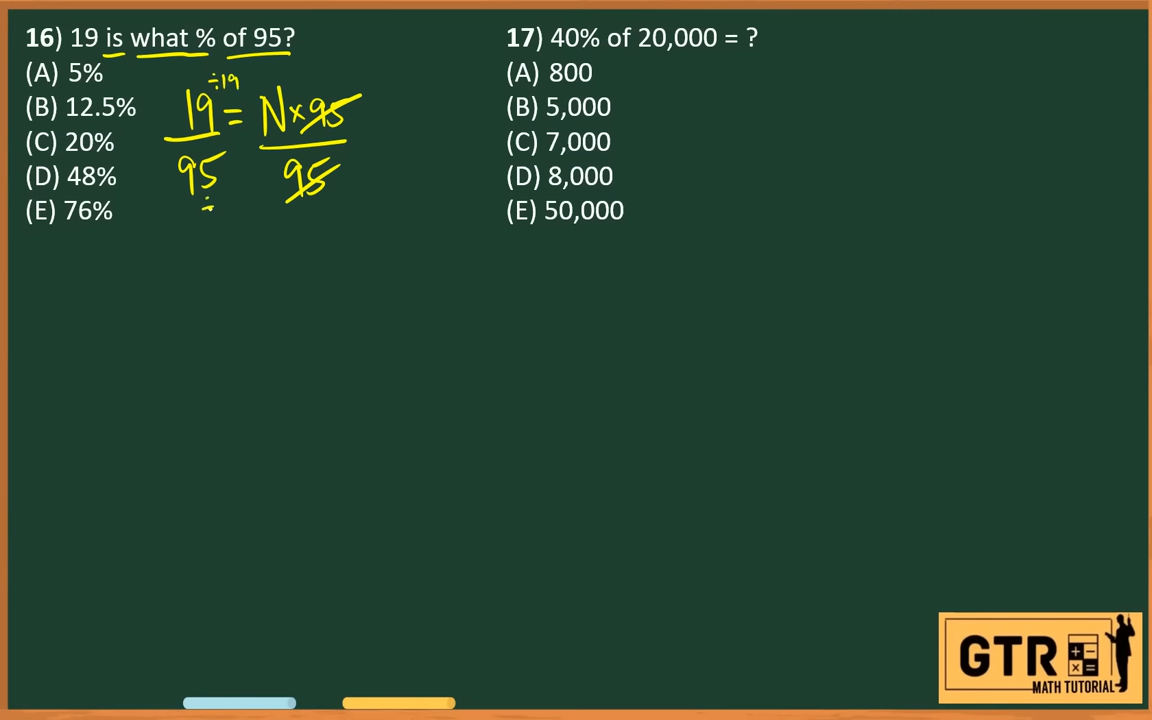 16) 19 is what % of 95?
(A) 5%
(B) 12.5%
(C) 20%
(D) 48%
(E) 76%
÷19
19 = N×95
95 95
÷
17) 40% of 20,000 = ?
(A) 800
(B) 5,000
(C) 7,000
(D) 8,000
(E) 50,000
GTR
+ −
× =
MATH TUTORIAL